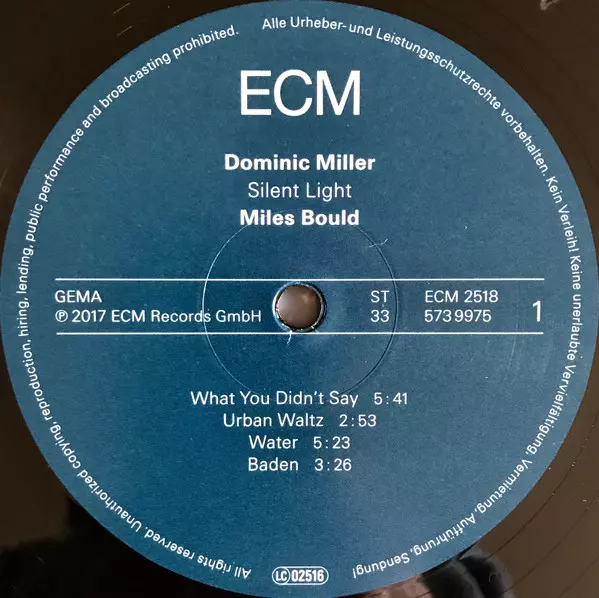 Alle Urheber- und Leistungsschutzrechte vorbehalten. Kein Verleih! Keine unerlaubte Vervielfältigung, Vermietung, Aufführung, Sendung!
ECM
Dominic Miller
Silent Light
Miles Bould
GEMA ST ECM 2518
℗ 2017 ECM Records GmbH 33 573 9975 1
What You Didn't Say 5:41
Urban Waltz 2:53
Water 5:23
Baden 3:26
LC 02516
All rights reserved. Unauthorized copying, reproduction, hiring, lending, public performance and broadcasting prohibited.